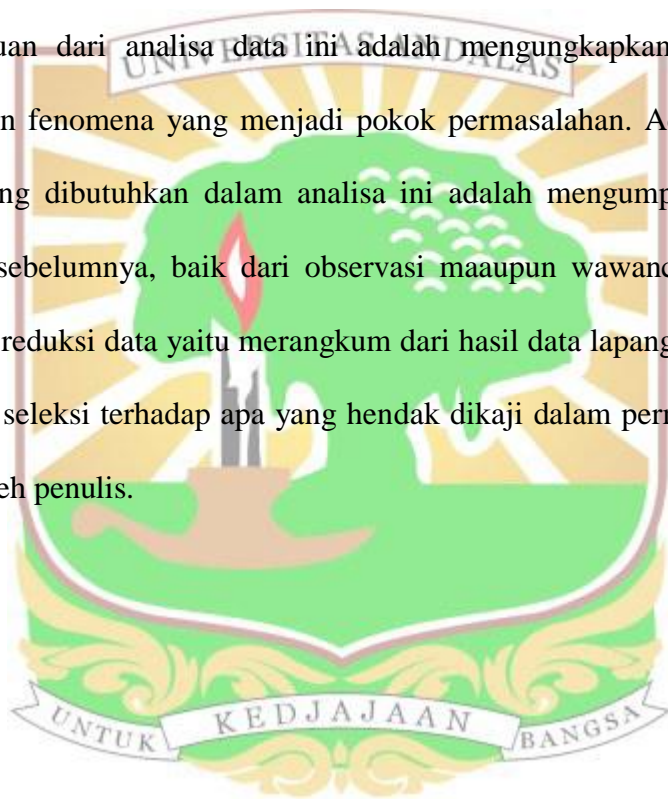 uan dari analisa data ini adalah mengungkapkan
UNIVERSITAS ANDALAS
n fenomena yang menjadi pokok permasalahan. A
ng dibutuhkan dalam analisa ini adalah mengump
sebelumnya, baik dari observasi maaupun wawanc
reduksi data yaitu merangkum dari hasil data lapang
seleksi terhadap apa yang hendak dikaji dalam per
eh penulis.
UNTUK KEDJAJAAN BANGSA